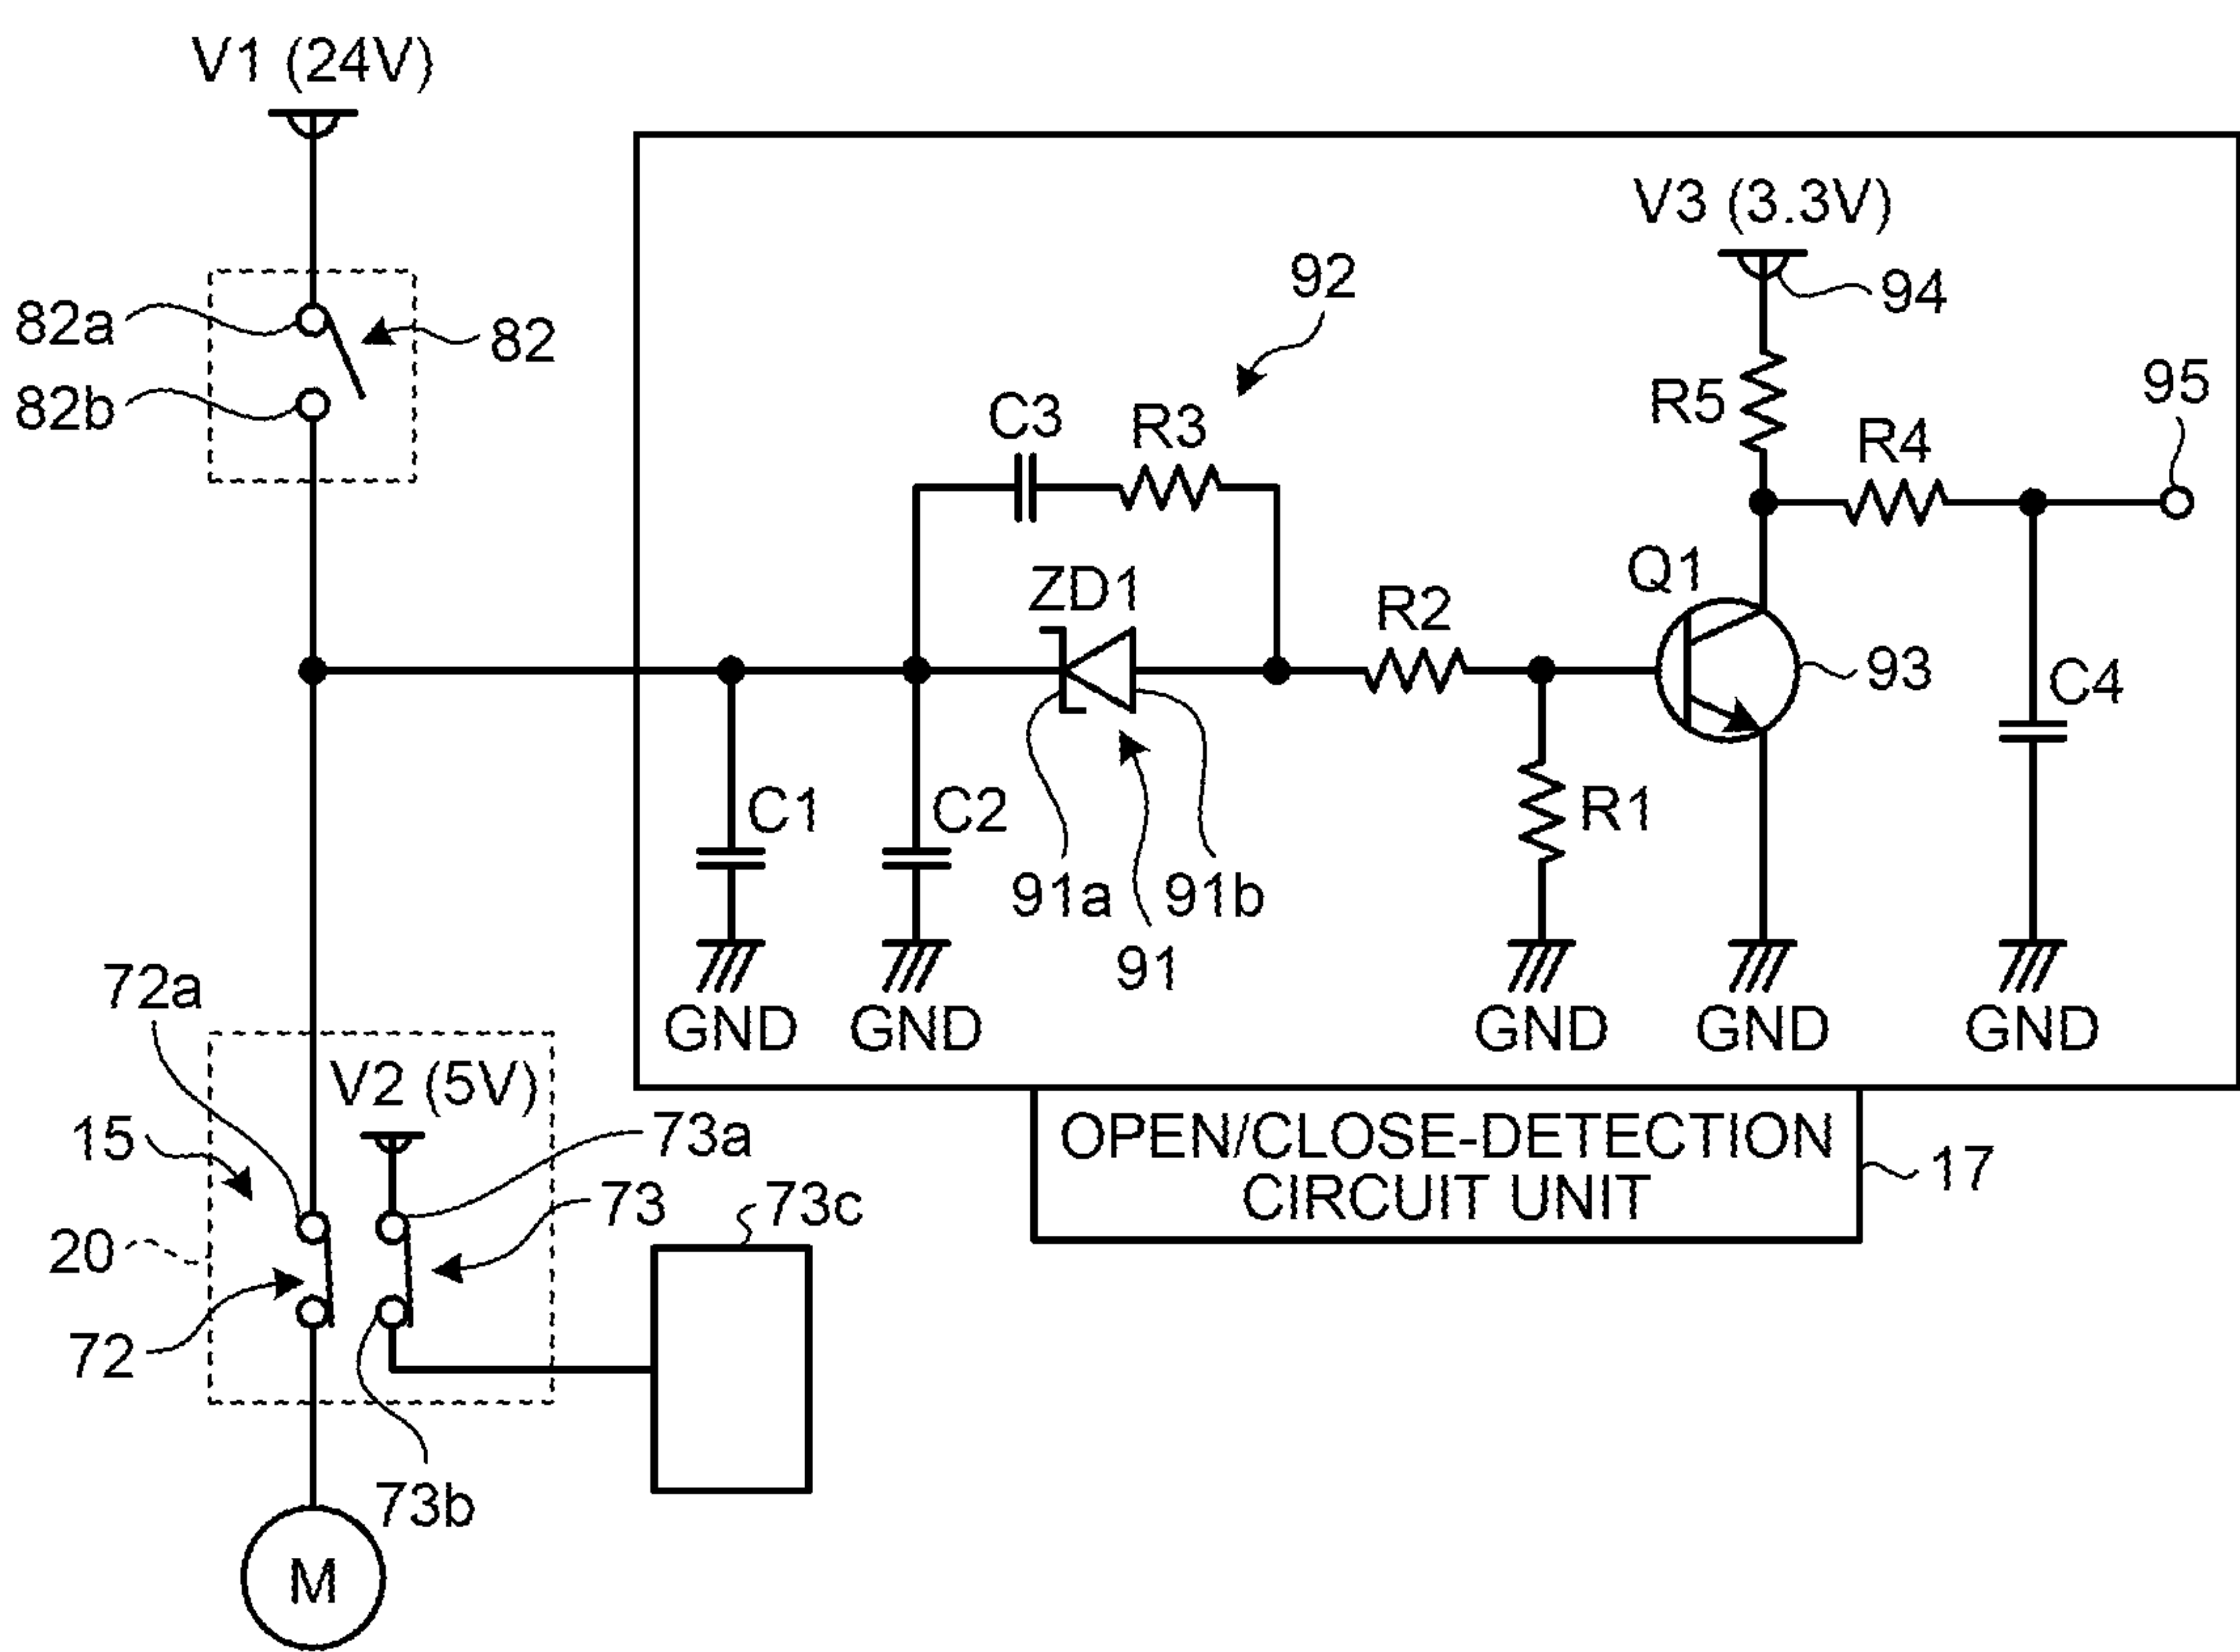 V1 (24V)
V3 (3.3V)
92
94
82a
82
95
82b
C3
R3
R5
R4
ZD1
Q1
R2
93
C4
C1
C2
R1
91a
91b
91
72a
GND
GND
GND
GND
GND
V2 (5V)
15
73a
OPEN/CLOSE-DETECTION
CIRCUIT UNIT
17
73
73c
20
72
73b
M